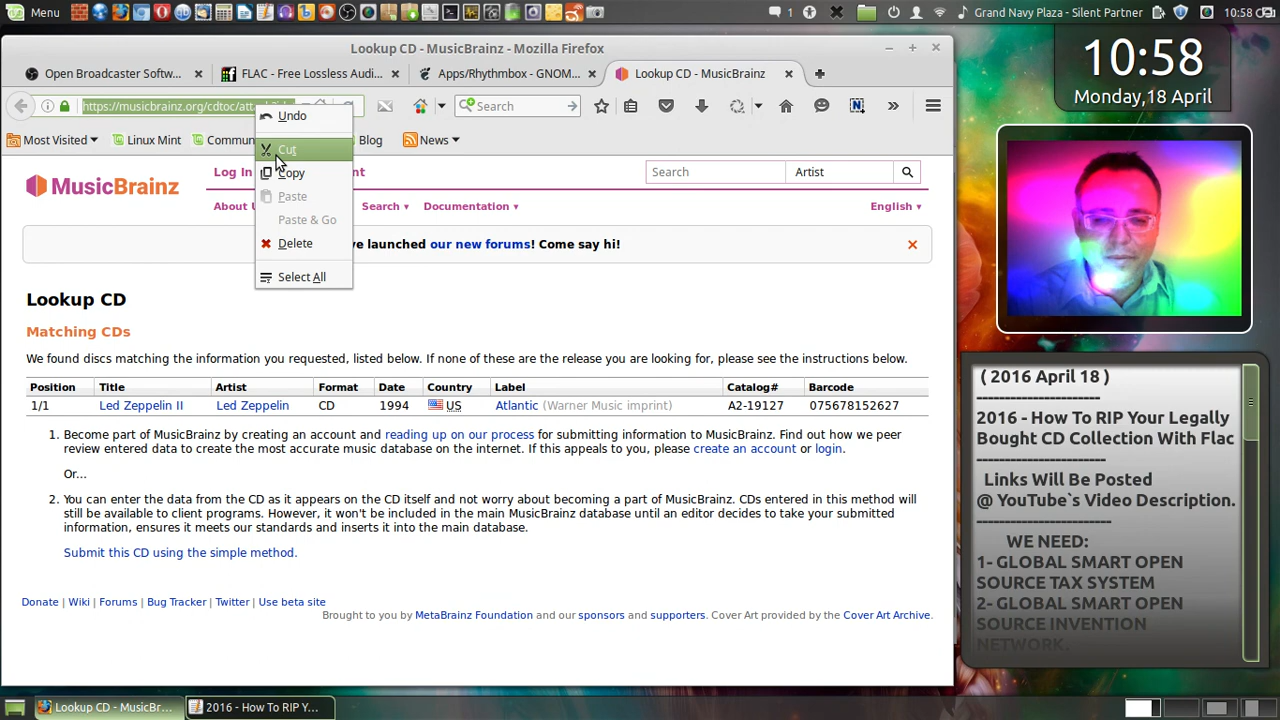 Menu
1
Grand Navy Plaza - Silent Partner
10:58
Lookup CD - MusicBrainz - Mozilla Firefox
Open Broadcaster Softw...
FLAC - Free Lossless Audi...
Apps/Rhythmbox - GNOM...
Lookup CD - MusicBrainz
https://musicbrainz.org/cdtoc/att
Search
Most Visited
Linux Mint
Commun
Blog
News
Undo
Cut
Copy
Paste
Paste & Go
Delete
Select All
MusicBrainz
Log In
nt
Search
Artist
About U
Search
Documentation
English
ve launched our new forums! Come say hi!
Lookup CD
Matching CDs
We found discs matching the information you requested, listed below. If none of these are the release you are looking for, please see the instructions below.
Position Title Artist Format Date Country Label Catalog# Barcode
1/1 Led Zeppelin II Led Zeppelin CD 1994 US Atlantic (Warner Music imprint) A2-19127 075678152627
1. Become part of MusicBrainz by creating an account and reading up on our process for submitting information to MusicBrainz. Find out how we peer
review entered data to create the most accurate music database on the internet. If this appeals to you, please create an account or login.
Or...
2. You can enter the data from the CD as it appears on the CD itself and not worry about becoming a part of MusicBrainz. CDs entered in this method will
still be available to client programs. However, it won't be included in the main MusicBrainz database until an editor decides to take your submitted
information, ensures it meets our standards and inserts it into the main database.
Submit this CD using the simple method.
Donate | Wiki | Forums | Bug Tracker | Twitter | Use beta site
Brought to you by MetaBrainz Foundation and our sponsors and supporters. Cover Art provided by the Cover Art Archive.
10:58
Monday,18 April
( 2016 April 18 )
-----------------------
2016 - How To RIP Your Legally
Bought CD Collection With Flac
------------------------
Links Will Be Posted
@ YouTube`s Video Description.
-------------------------
WE NEED:
1- GLOBAL SMART OPEN
SOURCE TAX SYSTEM
2- GLOBAL SMART OPEN
SOURCE INVENTION
NETWORK.
Lookup CD - MusicBr...
2016 - How To RIP Y...